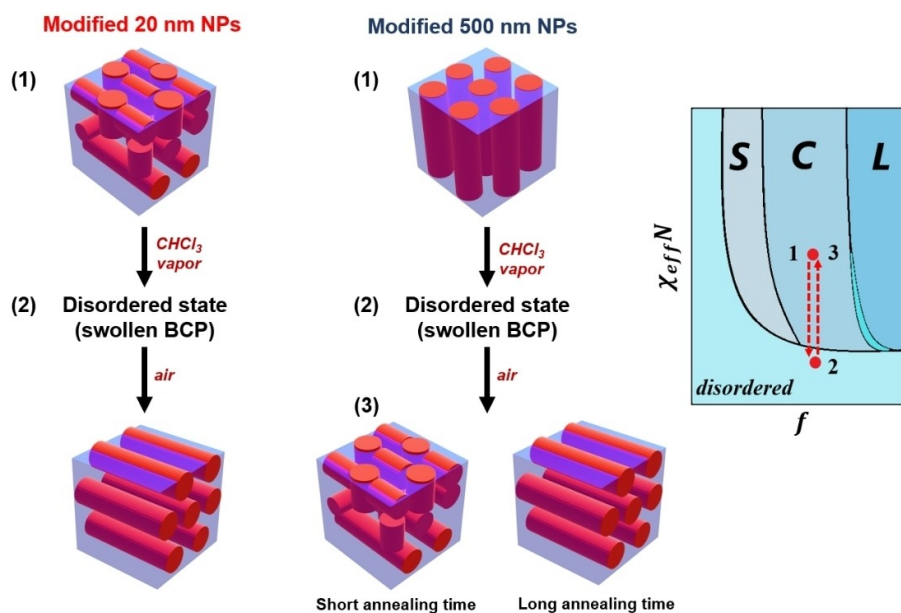 Modified 20 nm NPs
(1)
CHCl₃
vapor
(2)
Disordered state
(swollen BCP)
air
Modified 500 nm NPs
(1)
CHCl₃
vapor
(2)
Disordered state
(swollen BCP)
air
(3)
Short annealing time
Long annealing time
S C L
χeffN
1 3
2
disordered
f